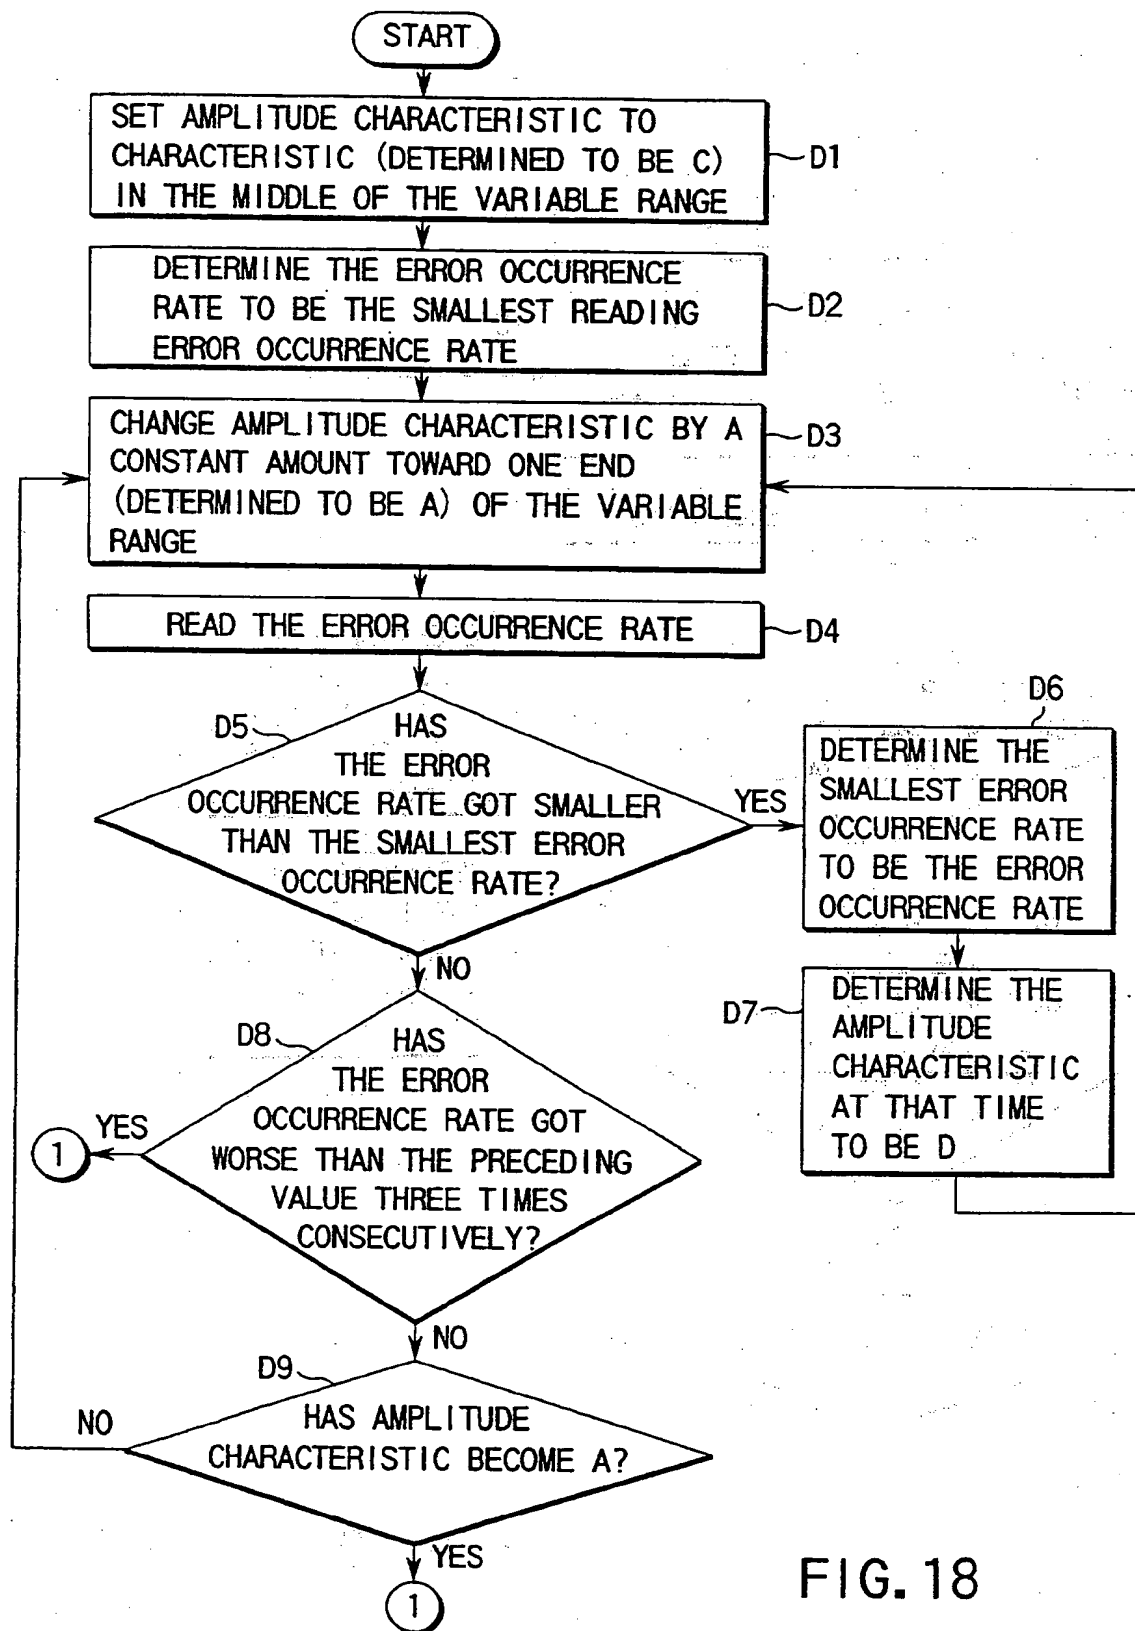 START
SET AMPLITUDE CHARACTERISTIC TO
CHARACTERISTIC (DETERMINED TO BE C)
IN THE MIDDLE OF THE VARIABLE RANGE
D1
DETERMINE THE ERROR OCCURRENCE
RATE TO BE THE SMALLEST READING
ERROR OCCURRENCE RATE
D2
CHANGE AMPLITUDE CHARACTERISTIC BY A
CONSTANT AMOUNT TOWARD ONE END
(DETERMINED TO BE A) OF THE VARIABLE
RANGE
D3
READ THE ERROR OCCURRENCE RATE
D4
D5
HAS
THE ERROR
OCCURRENCE RATE GOT SMALLER
THAN THE SMALLEST ERROR
OCCURRENCE RATE?
YES
NO
D6
DETERMINE THE
SMALLEST ERROR
OCCURRENCE RATE
TO BE THE ERROR
OCCURRENCE RATE
D7
DETERMINE THE
AMPLITUDE
CHARACTERISTIC
AT THAT TIME
TO BE D
D8
HAS
THE ERROR
OCCURRENCE RATE GOT
WORSE THAN THE PRECEDING
VALUE THREE TIMES
CONSECUTIVELY?
YES
1
NO
D9
HAS AMPLITUDE
CHARACTERISTIC BECOME A?
NO
YES
1
FIG. 18